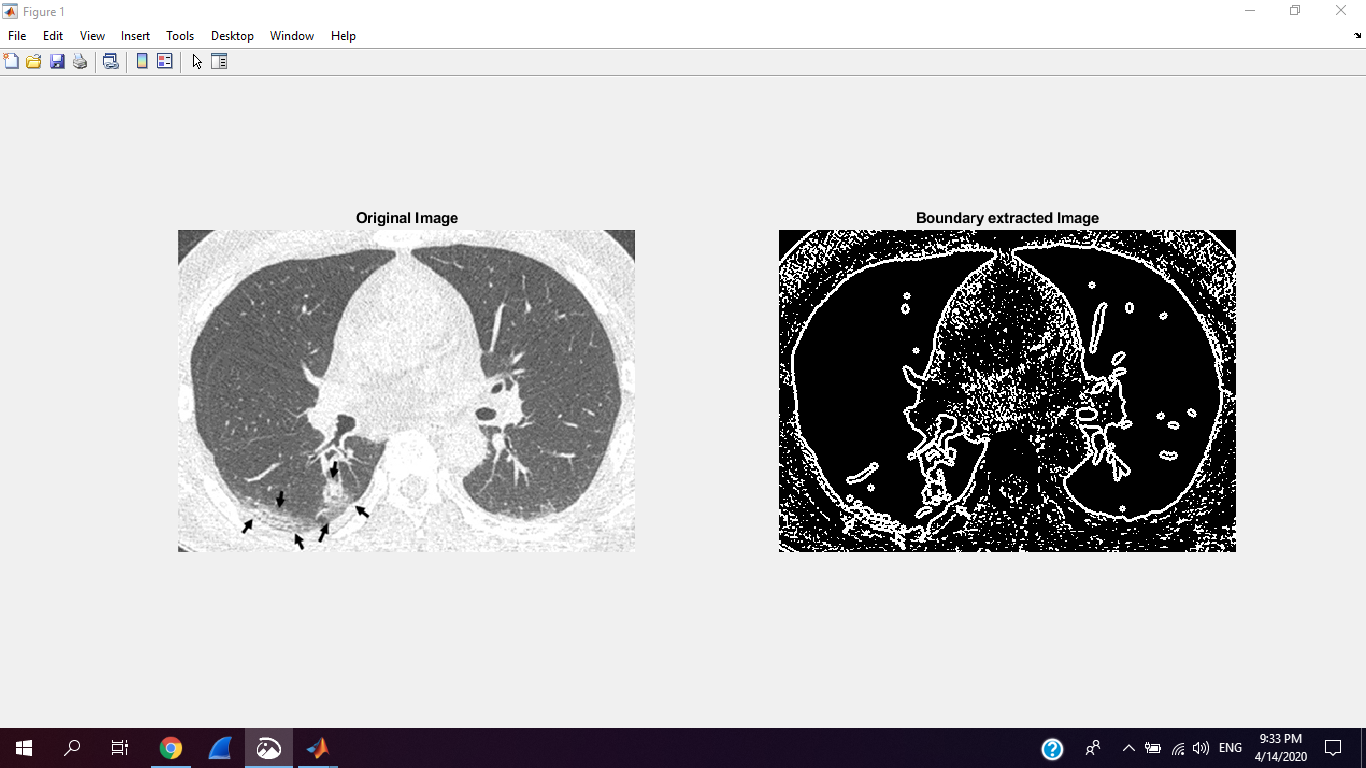 Figure 1
File Edit View Insert Tools Desktop Window Help
Original Image
Boundary extracted Image
ENG
9:33 PM
4/14/2020